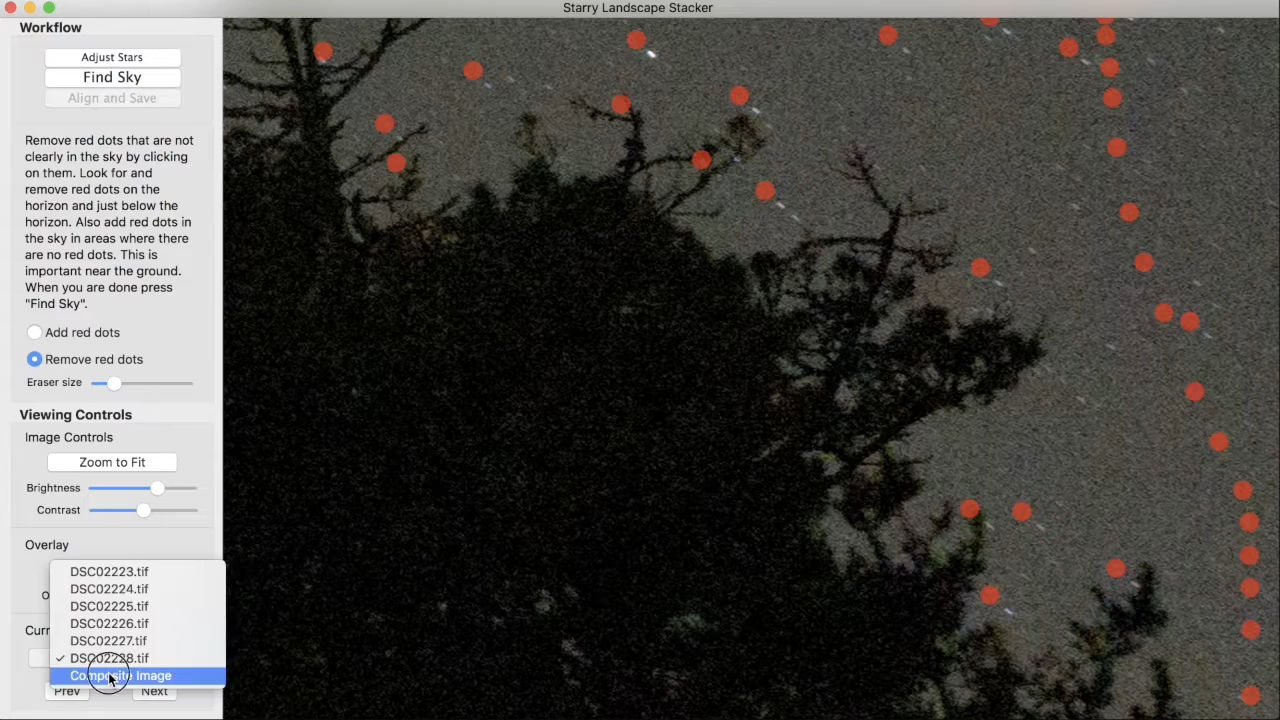 Starry Landscape Stacker
Workflow
Adjust Stars
Find Sky
Align and Save
Remove red dots that are not
clearly in the sky by clicking
on them. Look for and
remove red dots on the
horizon and just below the
horizon. Also add red dots in
the sky in areas where there
are no red dots. This is
important near the ground.
When you are done press
"Find Sky".
Add red dots
Remove red dots
Eraser size
Viewing Controls
Image Controls
Zoom to Fit
Brightness
Contrast
Overlay
DSC02223.tif
DSC02224.tif
DSC02225.tif
DSC02226.tif
DSC02227.tif
✓ DSC02228.tif
Composite Image
Prev
Next